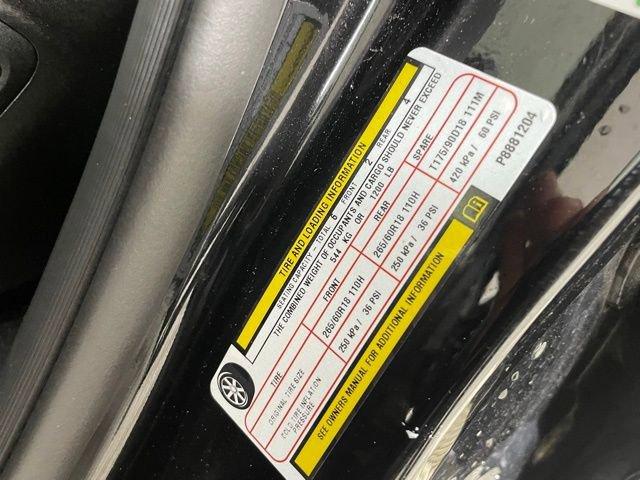 TIRE AND LOADING INFORMATION
SEATING CAPACITY - TOTAL 6 FRONT 2 REAR 4
THE COMBINED WEIGHT OF OCCUPANTS AND CARGO SHOULD NEVER EXCEED
544 KG OR 1200 LB
TIRE FRONT REAR SPARE
ORIGINAL TIRE SIZE 265/60R18 110H 265/60R18 110H T175/90D18 111M
COLD TIRE INFLATION PRESSURE 250 kPa / 36 PSI 250 kPa / 36 PSI 420 kPa / 60 PSI
SEE OWNERS MANUAL FOR ADDITIONAL INFORMATION
P8881204